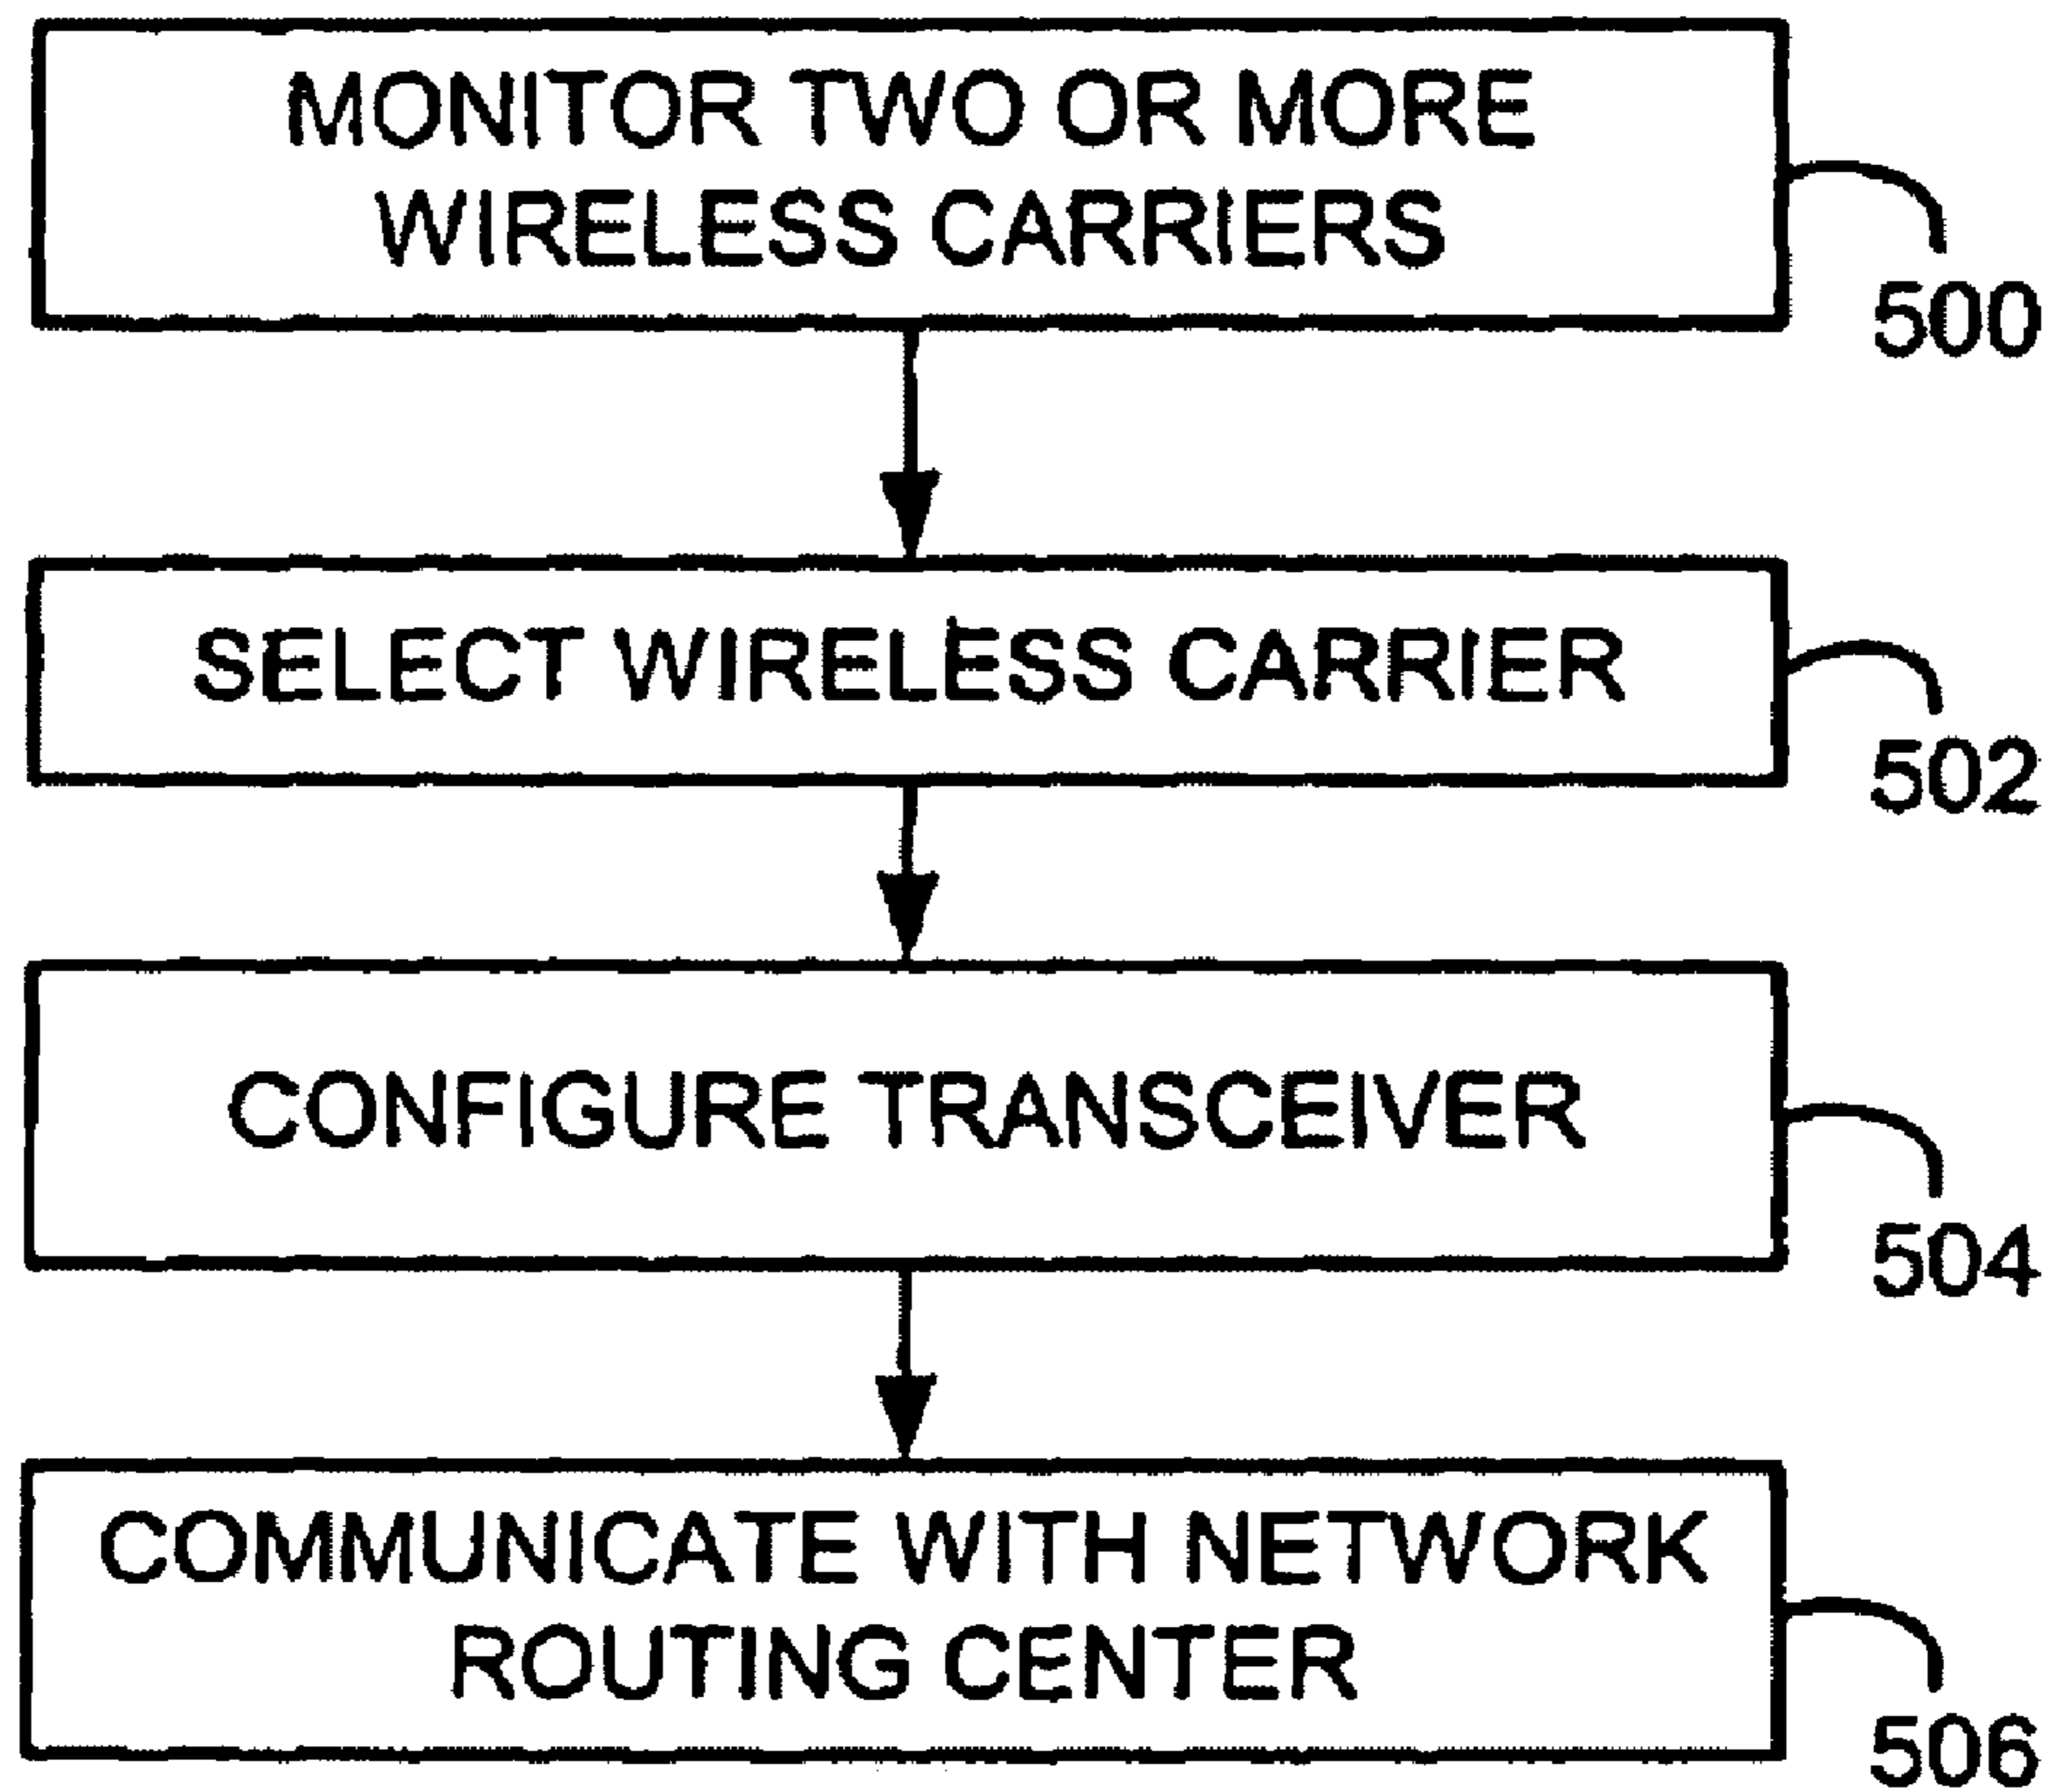 MONITOR TWO OR MORE
WIRELESS CARRIERS
500
SELECT WIRELESS CARRIER
502
CONFIGURE TRANSCEIVER
504
COMMUNICATE WITH NETWORK
ROUTING CENTER
506